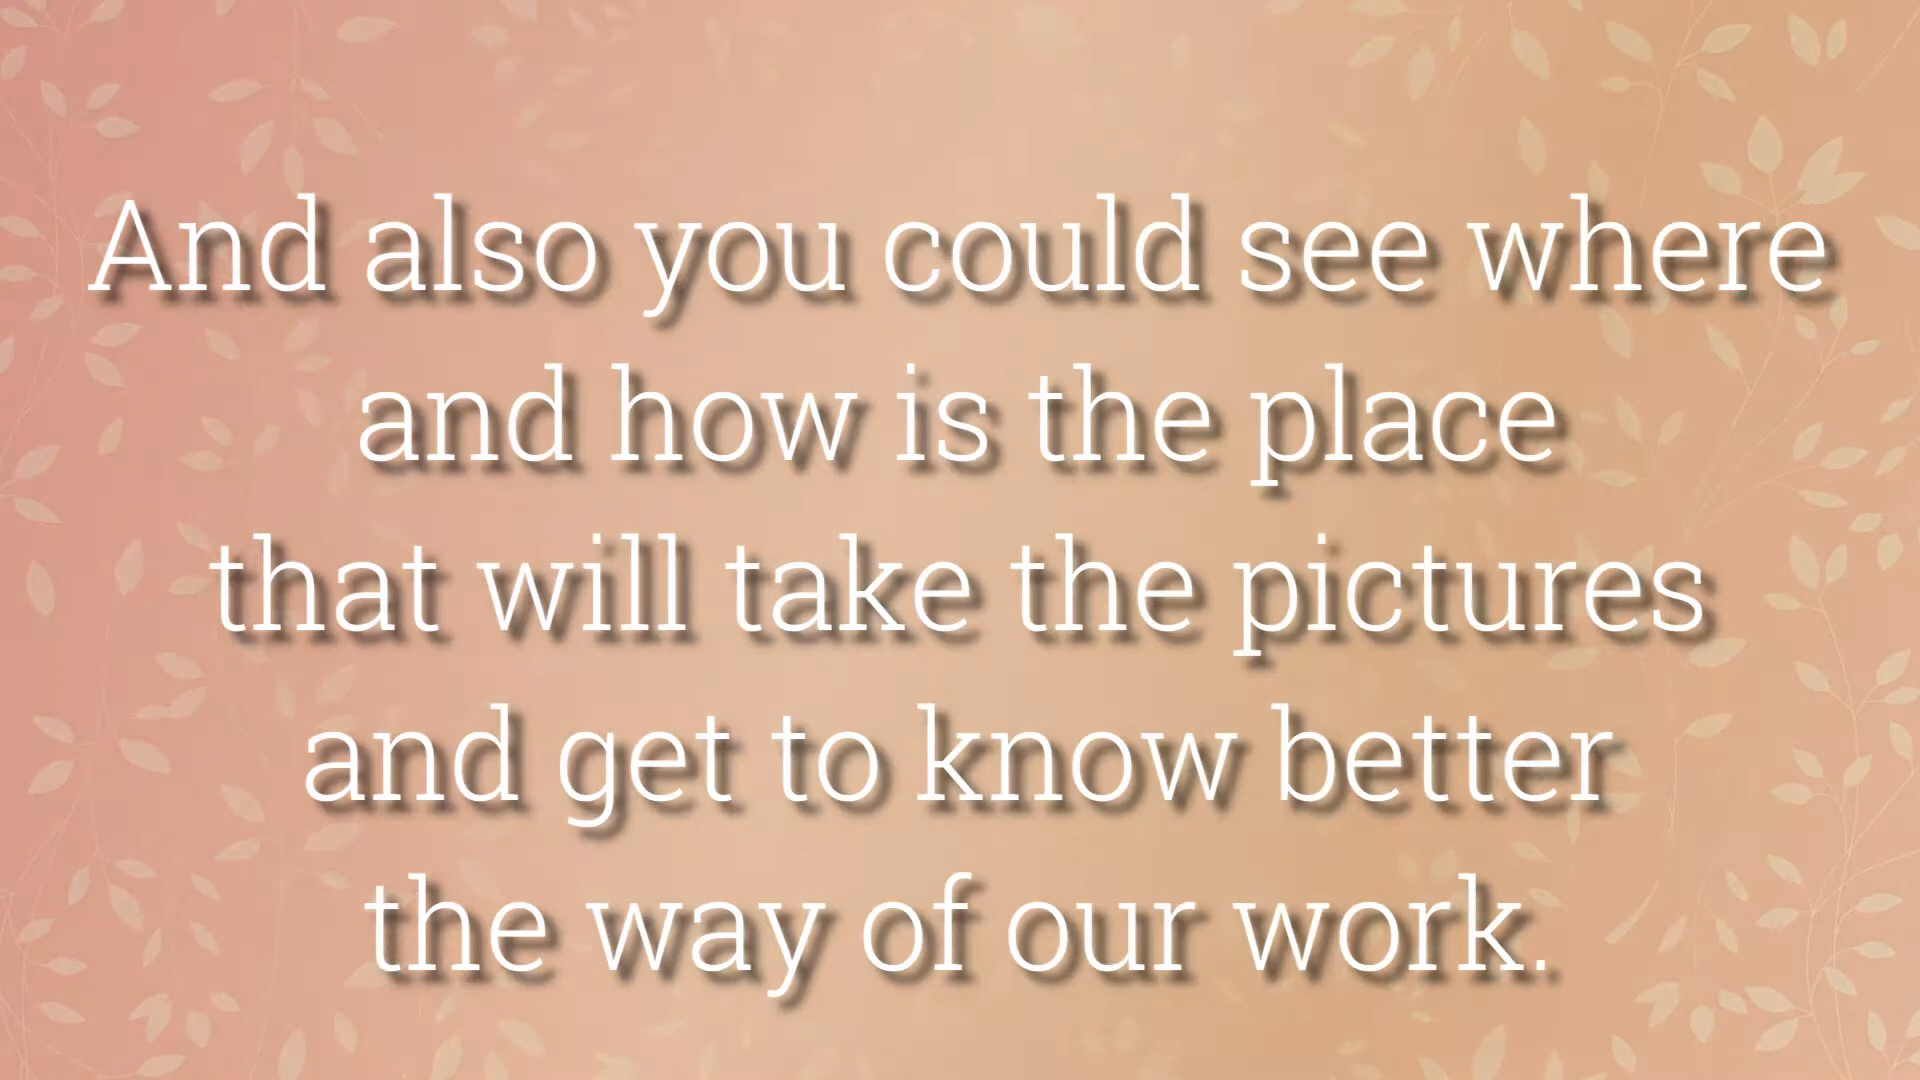 And also you could see where
and how is the place
that will take the pictures
and get to know better
the way of our work.